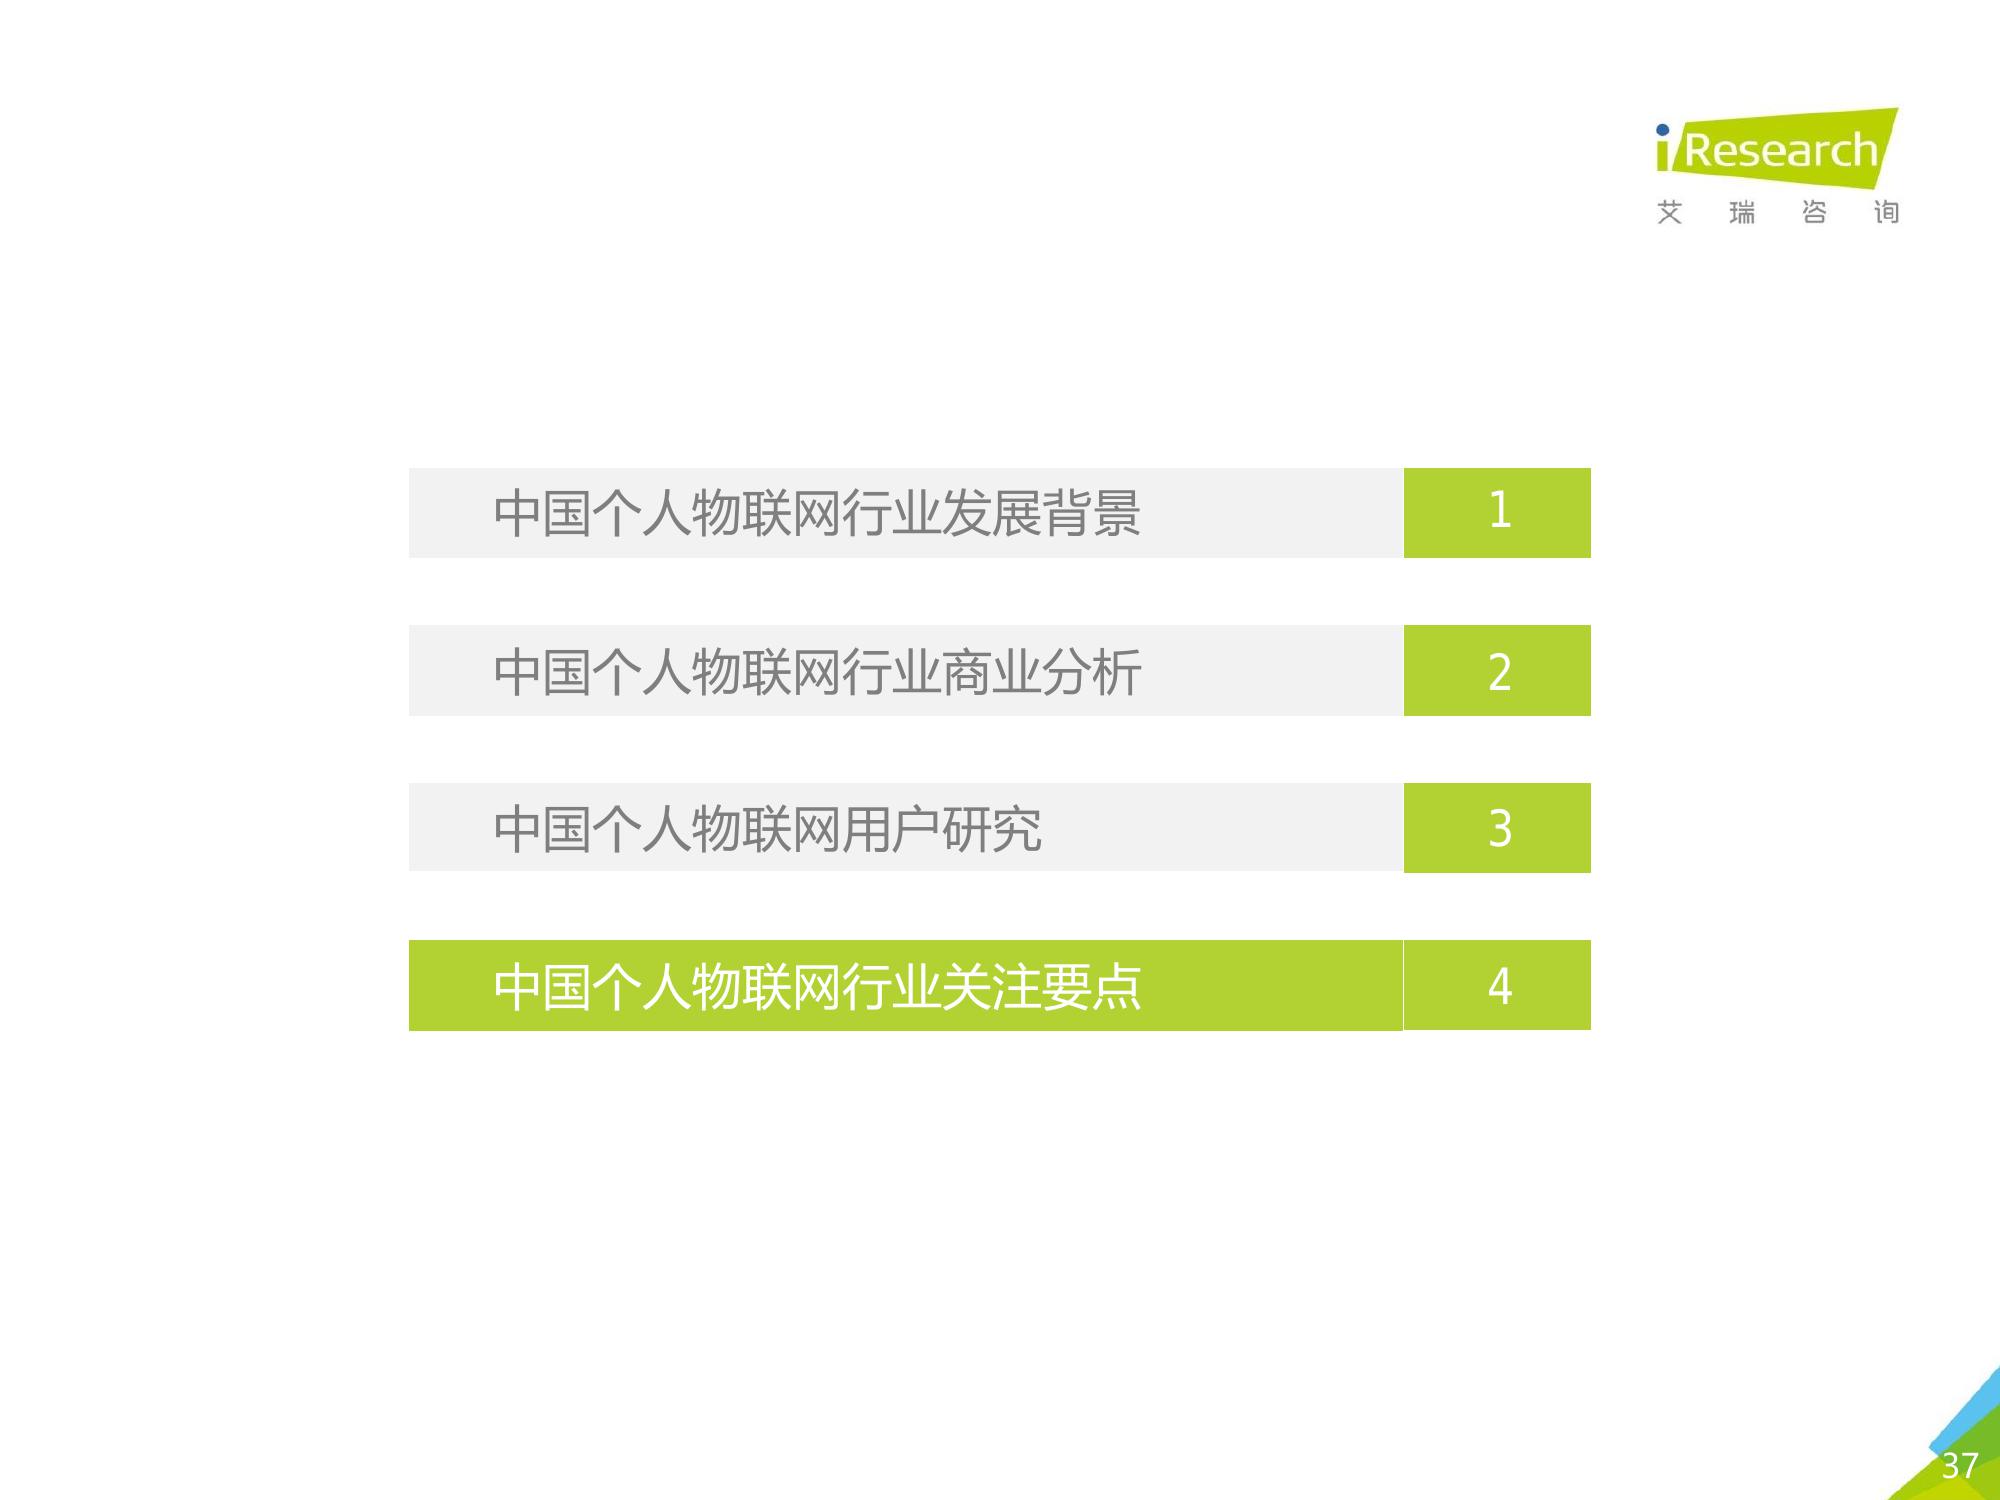 iResearch
艾瑞咨询
中国个人物联网行业发展背景 1
中国个人物联网行业商业分析 2
中国个人物联网用户研究 3
中国个人物联网行业关注要点 4
37